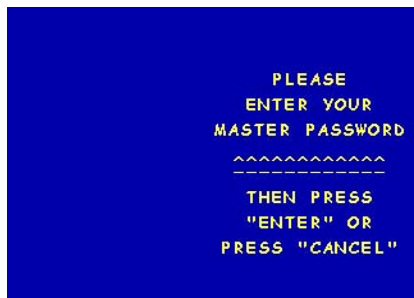 PLEASE
ENTER YOUR
MASTER PASSWORD
^^^^^^^^^^^^
THEN PRESS
"ENTER" OR
PRESS "CANCEL"